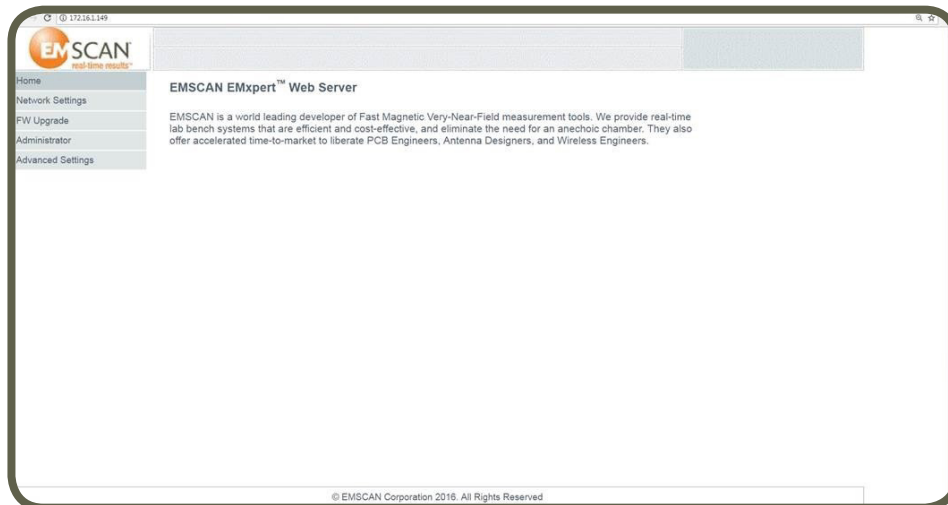 172.16.1.149
EMSCAN
real-time results™
Home
Network Settings
FW Upgrade
Administrator
Advanced Settings
EMSCAN EMxpert™ Web Server
EMSCAN is a world leading developer of Fast Magnetic Very-Near-Field measurement tools. We provide real-time
lab bench systems that are efficient and cost-effective, and eliminate the need for an anechoic chamber. They also
offer accelerated time-to-market to liberate PCB Engineers, Antenna Designers, and Wireless Engineers.
© EMSCAN Corporation 2016. All Rights Reserved